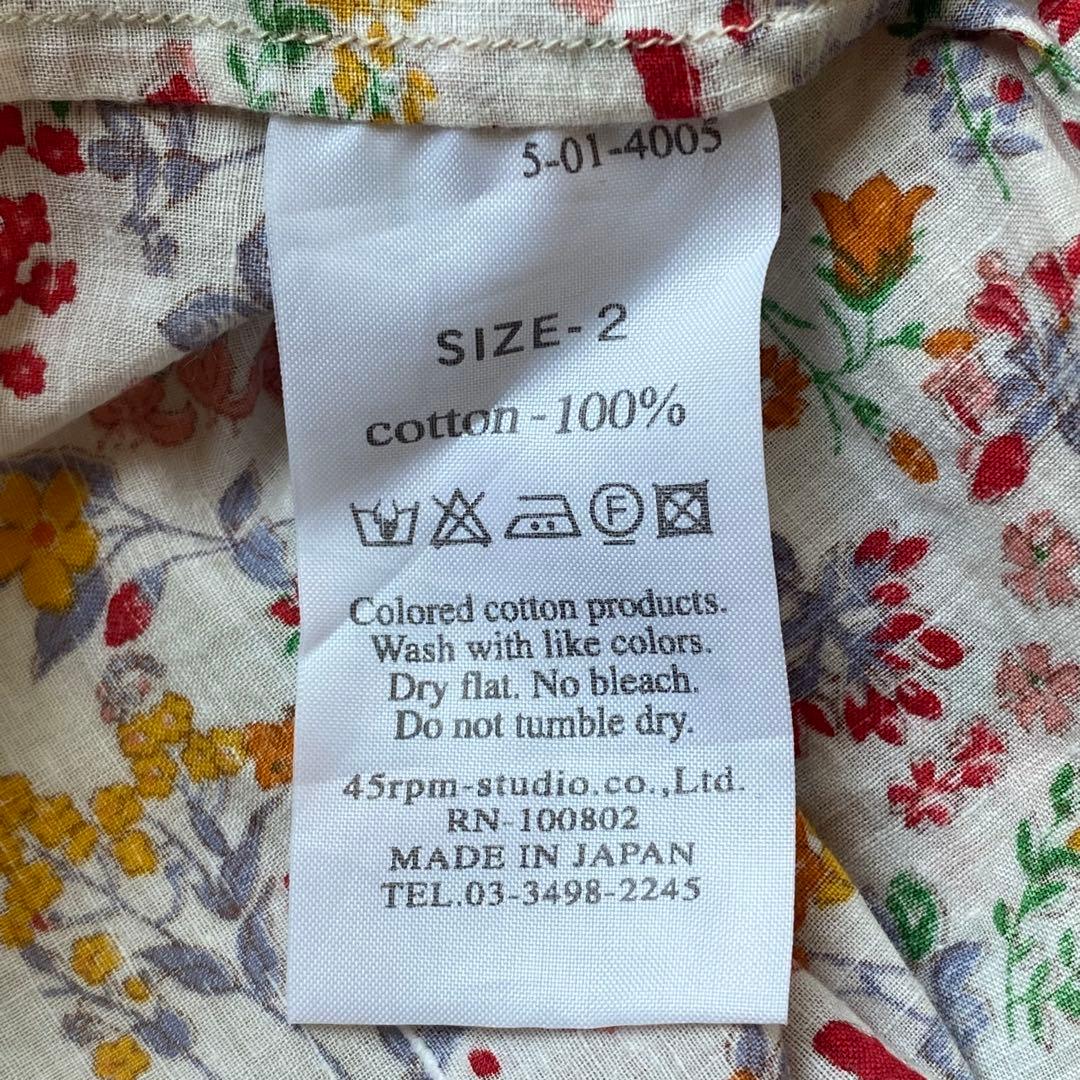 5-01-4005
SIZE-2
cotton-100%
F
Colored cotton products.
Wash with like colors.
Dry flat. No bleach.
Do not tumble dry.
45rpm-studio.co.,Ltd.
RN-100802
MADE IN JAPAN
TEL.03-3498-2245